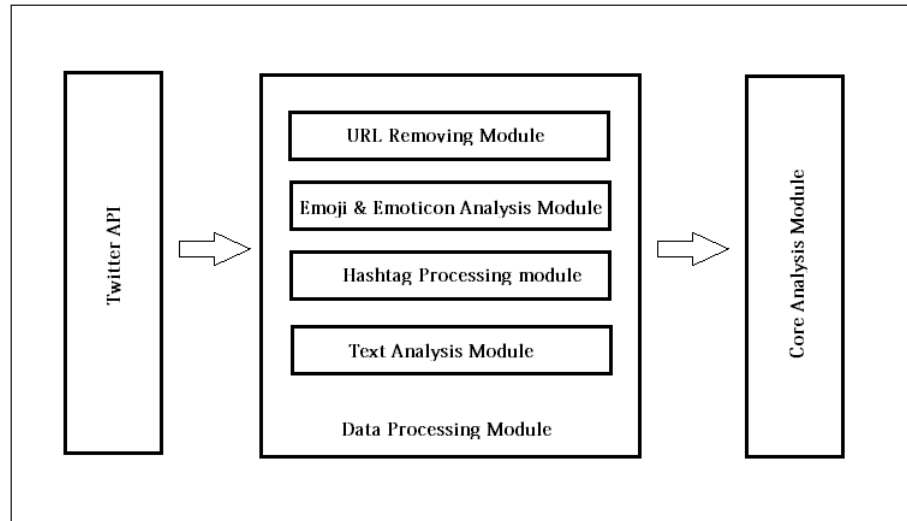 Twitter API
URL Removing Module
Emoji & Emoticon Analysis Module
Hashtag Processing module
Text Analysis Module
Data Processing Module
Core Analysis Module